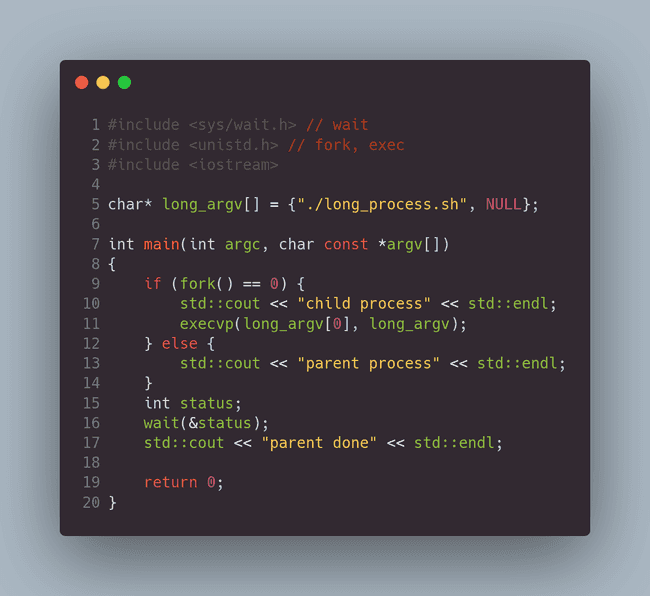 1 #include <sys/wait.h> // wait
2 #include <unistd.h> // fork, exec
3 #include <iostream>
4
5 char* long_argv[] = {"./long_process.sh", NULL};
6
7 int main(int argc, char const *argv[])
8 {
9     if (fork() == 0) {
10         std::cout << "child process" << std::endl;
11         execvp(long_argv[0], long_argv);
12     } else {
13         std::cout << "parent process" << std::endl;
14     }
15     int status;
16     wait(&status);
17     std::cout << "parent done" << std::endl;
18
19     return 0;
20 }